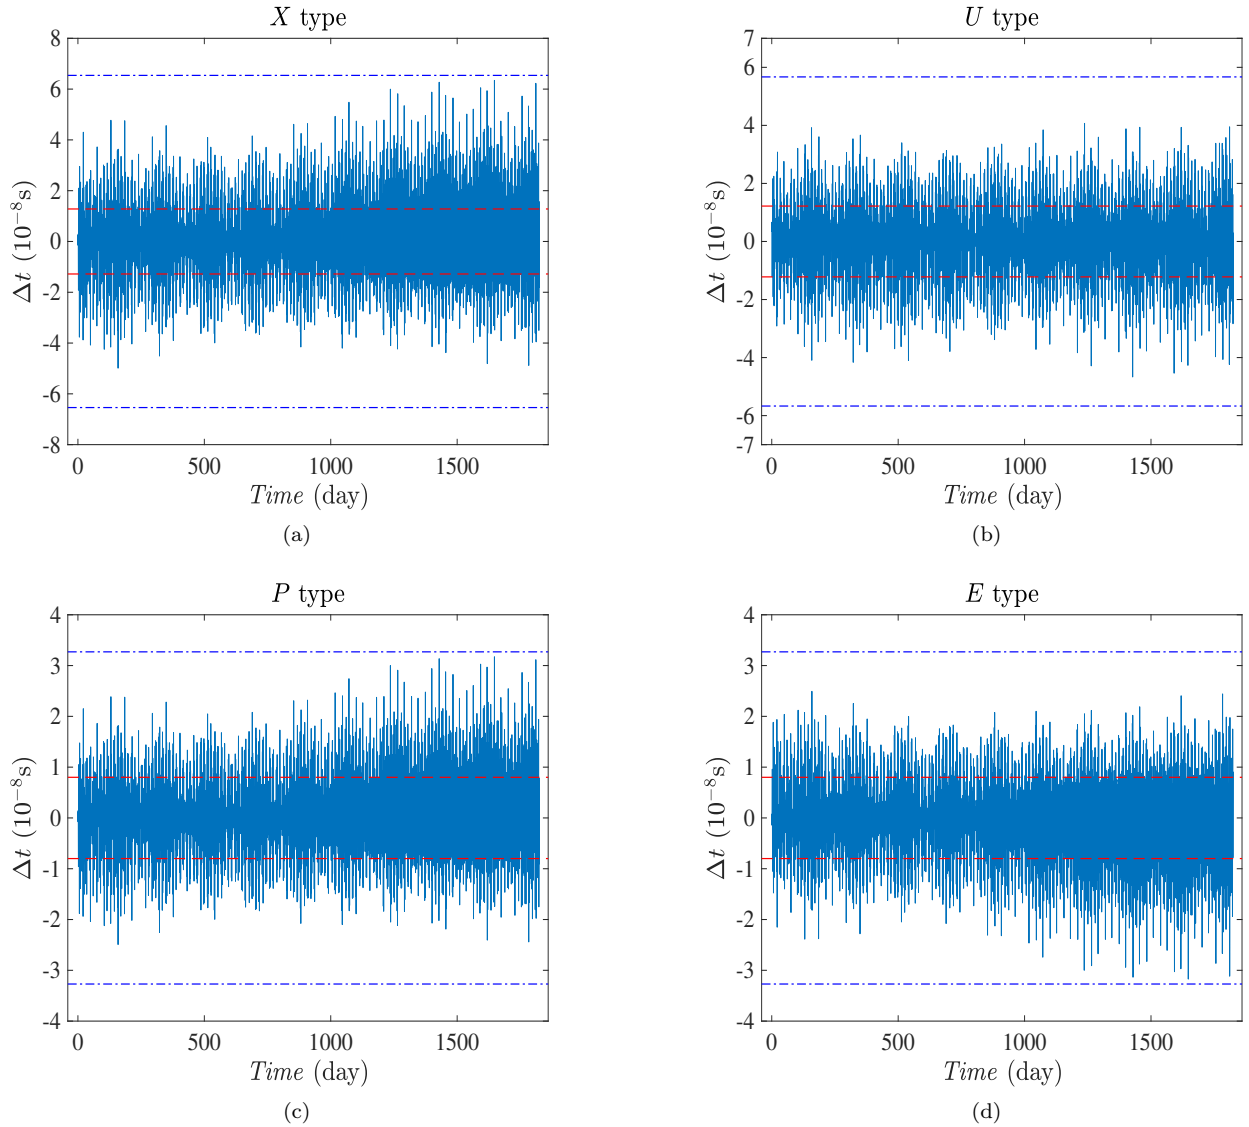 X type
8
6
4
2
0
-2
-4
-6
-8
Δt (10⁻⁸s)
0 500 1000 1500
Time (day)
(a)
U type
7
6
4
2
0
-2
-4
-6
-7
Δt (10⁻⁸s)
0 500 1000 1500
Time (day)
(b)
P type
4
3
2
1
0
-1
-2
-3
-4
Δt (10⁻⁸s)
0 500 1000 1500
Time (day)
(c)
E type
4
3
2
1
0
-1
-2
-3
-4
Δt (10⁻⁸s)
0 500 1000 1500
Time (day)
(d)